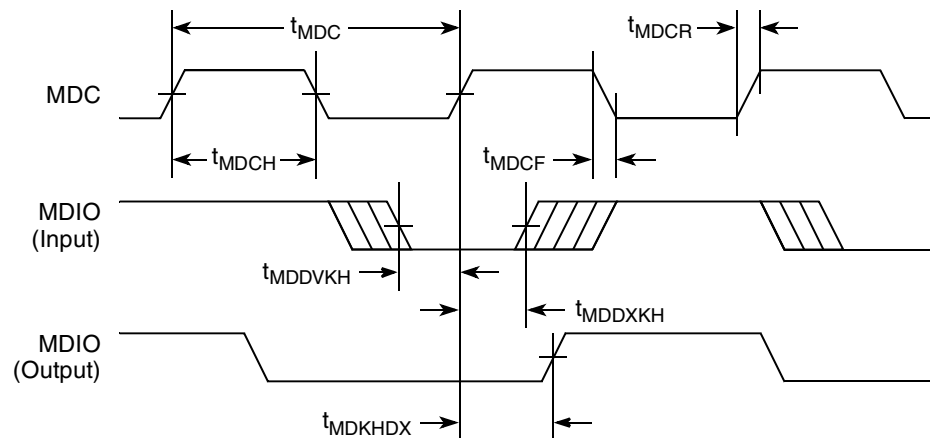 tMDC
tMDCR
MDC
tMDCH
tMDCF
MDIO
(Input)
tMDDVKH
tMDDXKH
MDIO
(Output)
tMDKHDX